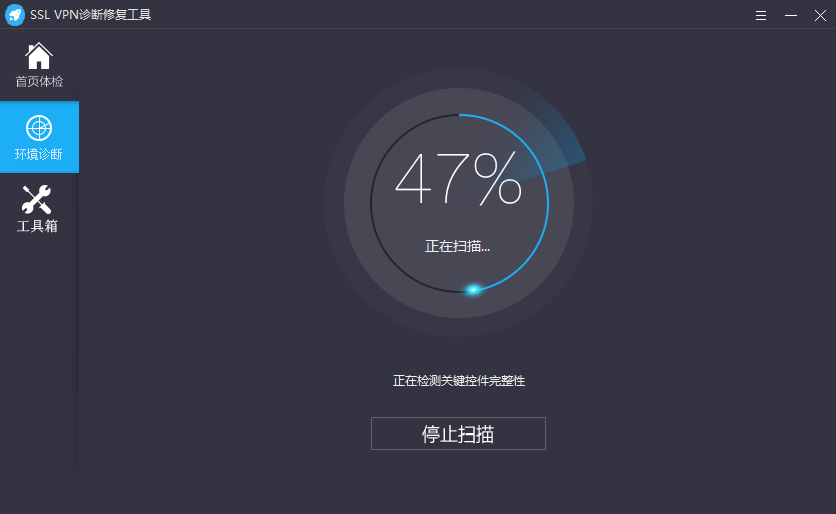 SSL VPN诊断修复工具
首页体检
环境诊断
工具箱
47%
正在扫描...
正在检测关键控件完整性
停止扫描